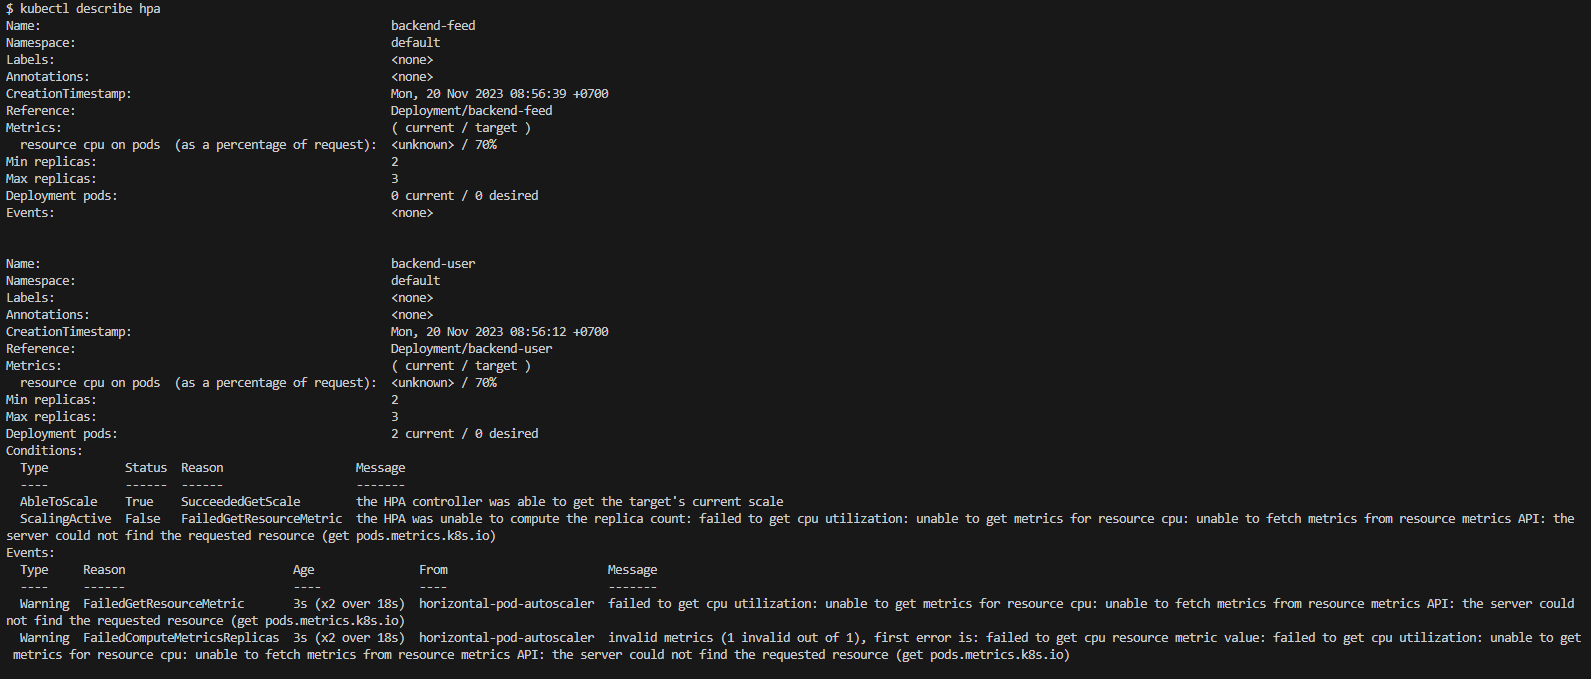 $ kubectl describe hpa
Name:                                                  backend-feed
Namespace:                                             default
Labels:                                                <none>
Annotations:                                           <none>
CreationTimestamp:                                     Mon, 20 Nov 2023 08:56:39 +0700
Reference:                                             Deployment/backend-feed
Metrics:                                               ( current / target )
  resource cpu on pods  (as a percentage of request):  <unknown> / 70%
Min replicas:                                          2
Max replicas:                                          3
Deployment pods:                                       0 current / 0 desired
Events:                                                <none>
Name:                                                  backend-user
Namespace:                                             default
Labels:                                                <none>
Annotations:                                           <none>
CreationTimestamp:                                     Mon, 20 Nov 2023 08:56:12 +0700
Reference:                                             Deployment/backend-user
Metrics:                                               ( current / target )
  resource cpu on pods  (as a percentage of request):  <unknown> / 70%
Min replicas:                                          2
Max replicas:                                          3
Deployment pods:                                       2 current / 0 desired
Conditions:
  Type           Status  Reason                   Message
  ----           ------  ------                   -------
  AbleToScale    True    SucceededGetScale        the HPA controller was able to get the target's current scale
  ScalingActive  False   FailedGetResourceMetric  the HPA was unable to compute the replica count: failed to get cpu utilization: unable to get metrics for resource cpu: unable to fetch metrics from resource metrics API: the
server could not find the requested resource (get pods.metrics.k8s.io)
Events:
  Type     Reason                        Age               From                       Message
  ----     ------                        ----              ----                       -------
  Warning  FailedGetResourceMetric       3s (x2 over 18s)  horizontal-pod-autoscaler  failed to get cpu utilization: unable to get metrics for resource cpu: unable to fetch metrics from resource metrics API: the server could
not find the requested resource (get pods.metrics.k8s.io)
  Warning  FailedComputeMetricsReplicas  3s (x2 over 18s)  horizontal-pod-autoscaler  invalid metrics (1 invalid out of 1), first error is: failed to get cpu resource metric value: failed to get cpu utilization: unable to get
 metrics for resource cpu: unable to fetch metrics from resource metrics API: the server could not find the requested resource (get pods.metrics.k8s.io)